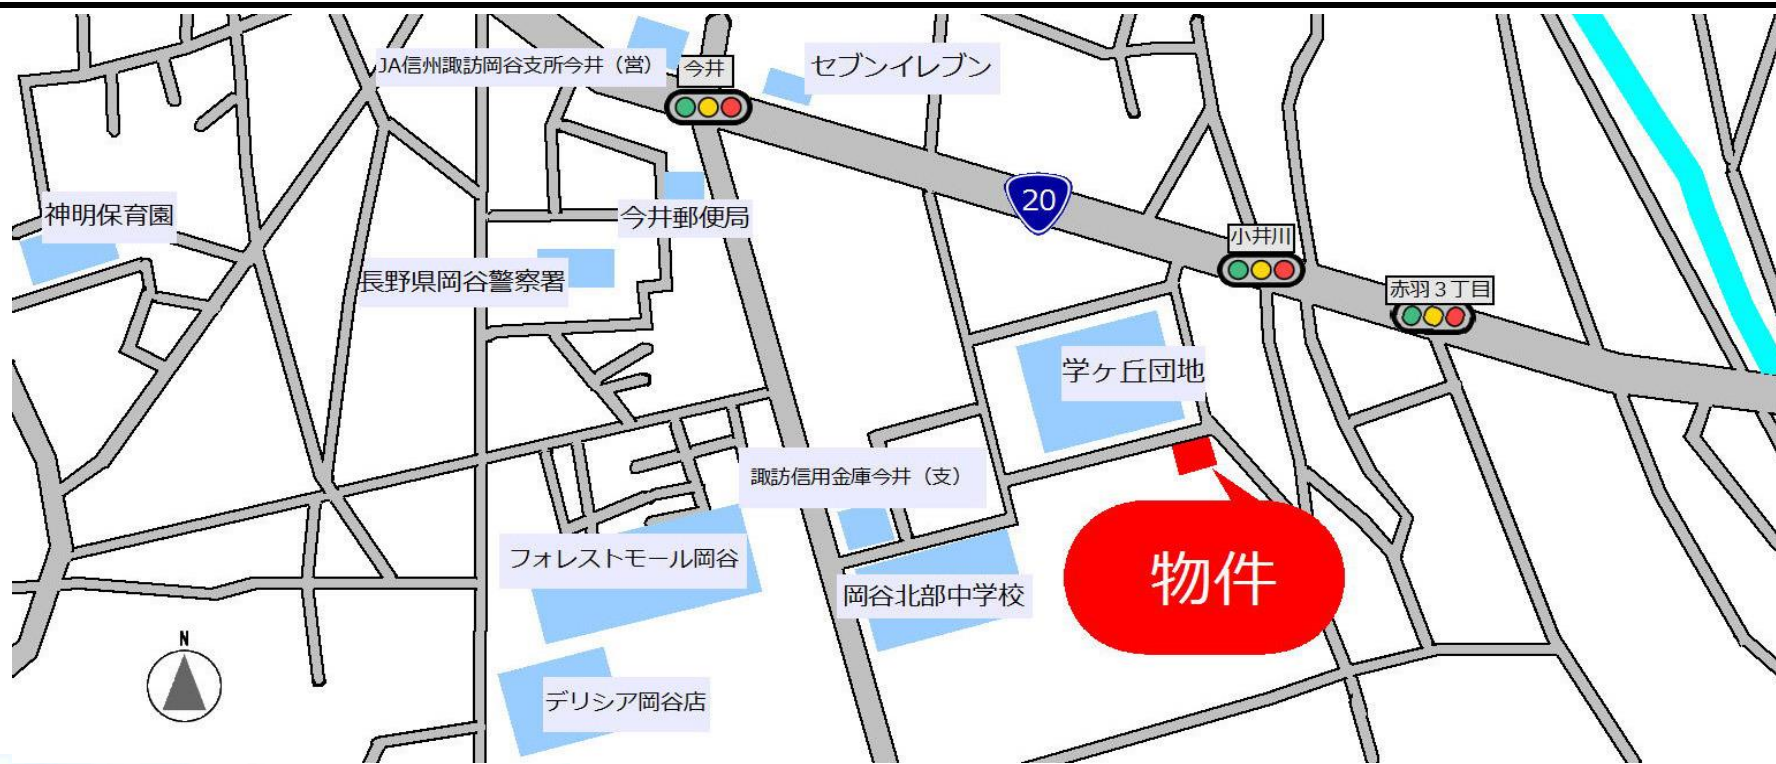 JA信州諏訪岡谷支所今井（営）
今井
セブンイレブン
神明保育園
今井郵便局
20
小井川
長野県岡谷警察署
赤羽３丁目
学ヶ丘団地
諏訪信用金庫今井（支）
フォレストモール岡谷
岡谷北部中学校
物件
N
デリシア岡谷店